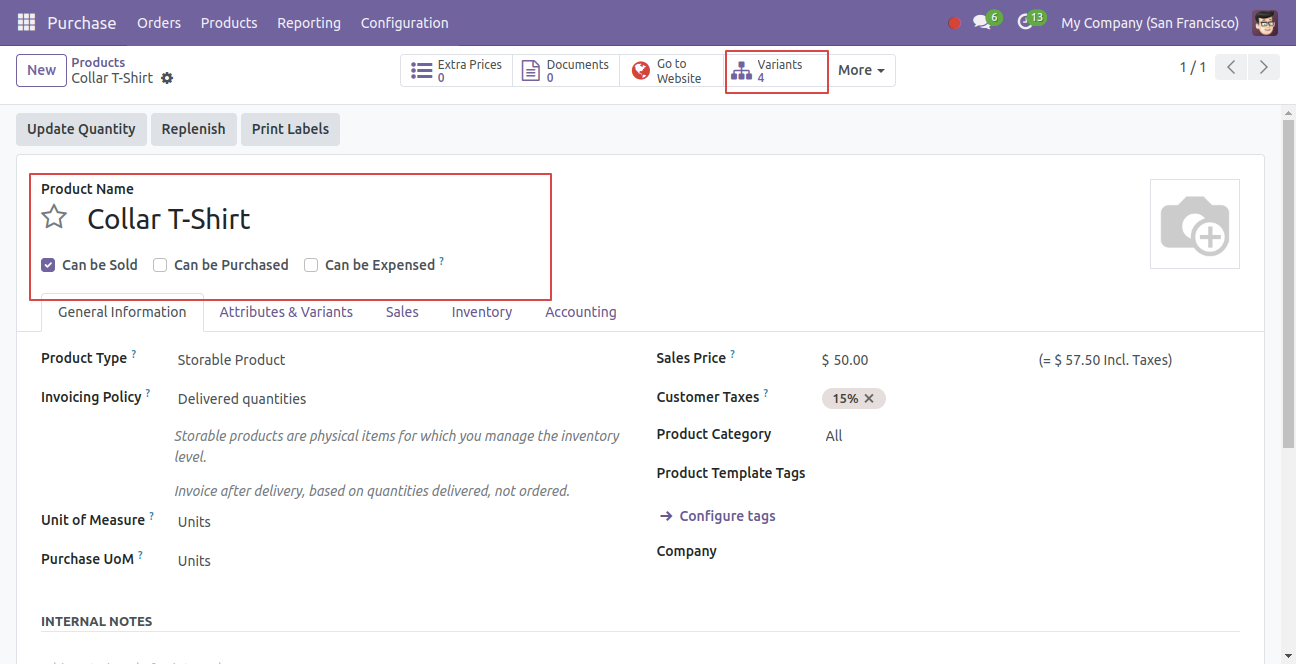 Purchase Orders Products Reporting Configuration 6 13 My Company (San Francisco)
New Products Collar T-Shirt
Extra Prices 0 Documents 0 Go to Website Variants 4 More 1 / 1
Update Quantity Replenish Print Labels
Product Name
Collar T-Shirt
Can be Sold Can be Purchased Can be Expensed ?
General Information Attributes & Variants Sales Inventory Accounting
Product Type ? Storable Product Sales Price ? $ 50.00 (= $ 57.50 Incl. Taxes)
Invoicing Policy ? Delivered quantities Customer Taxes ? 15% ✕
Product Category All
Storable products are physical items for which you manage the inventory
level.
Product Template Tags
Invoice after delivery, based on quantities delivered, not ordered.
Unit of Measure ? Units → Configure tags
Purchase UoM ? Units Company
INTERNAL NOTES